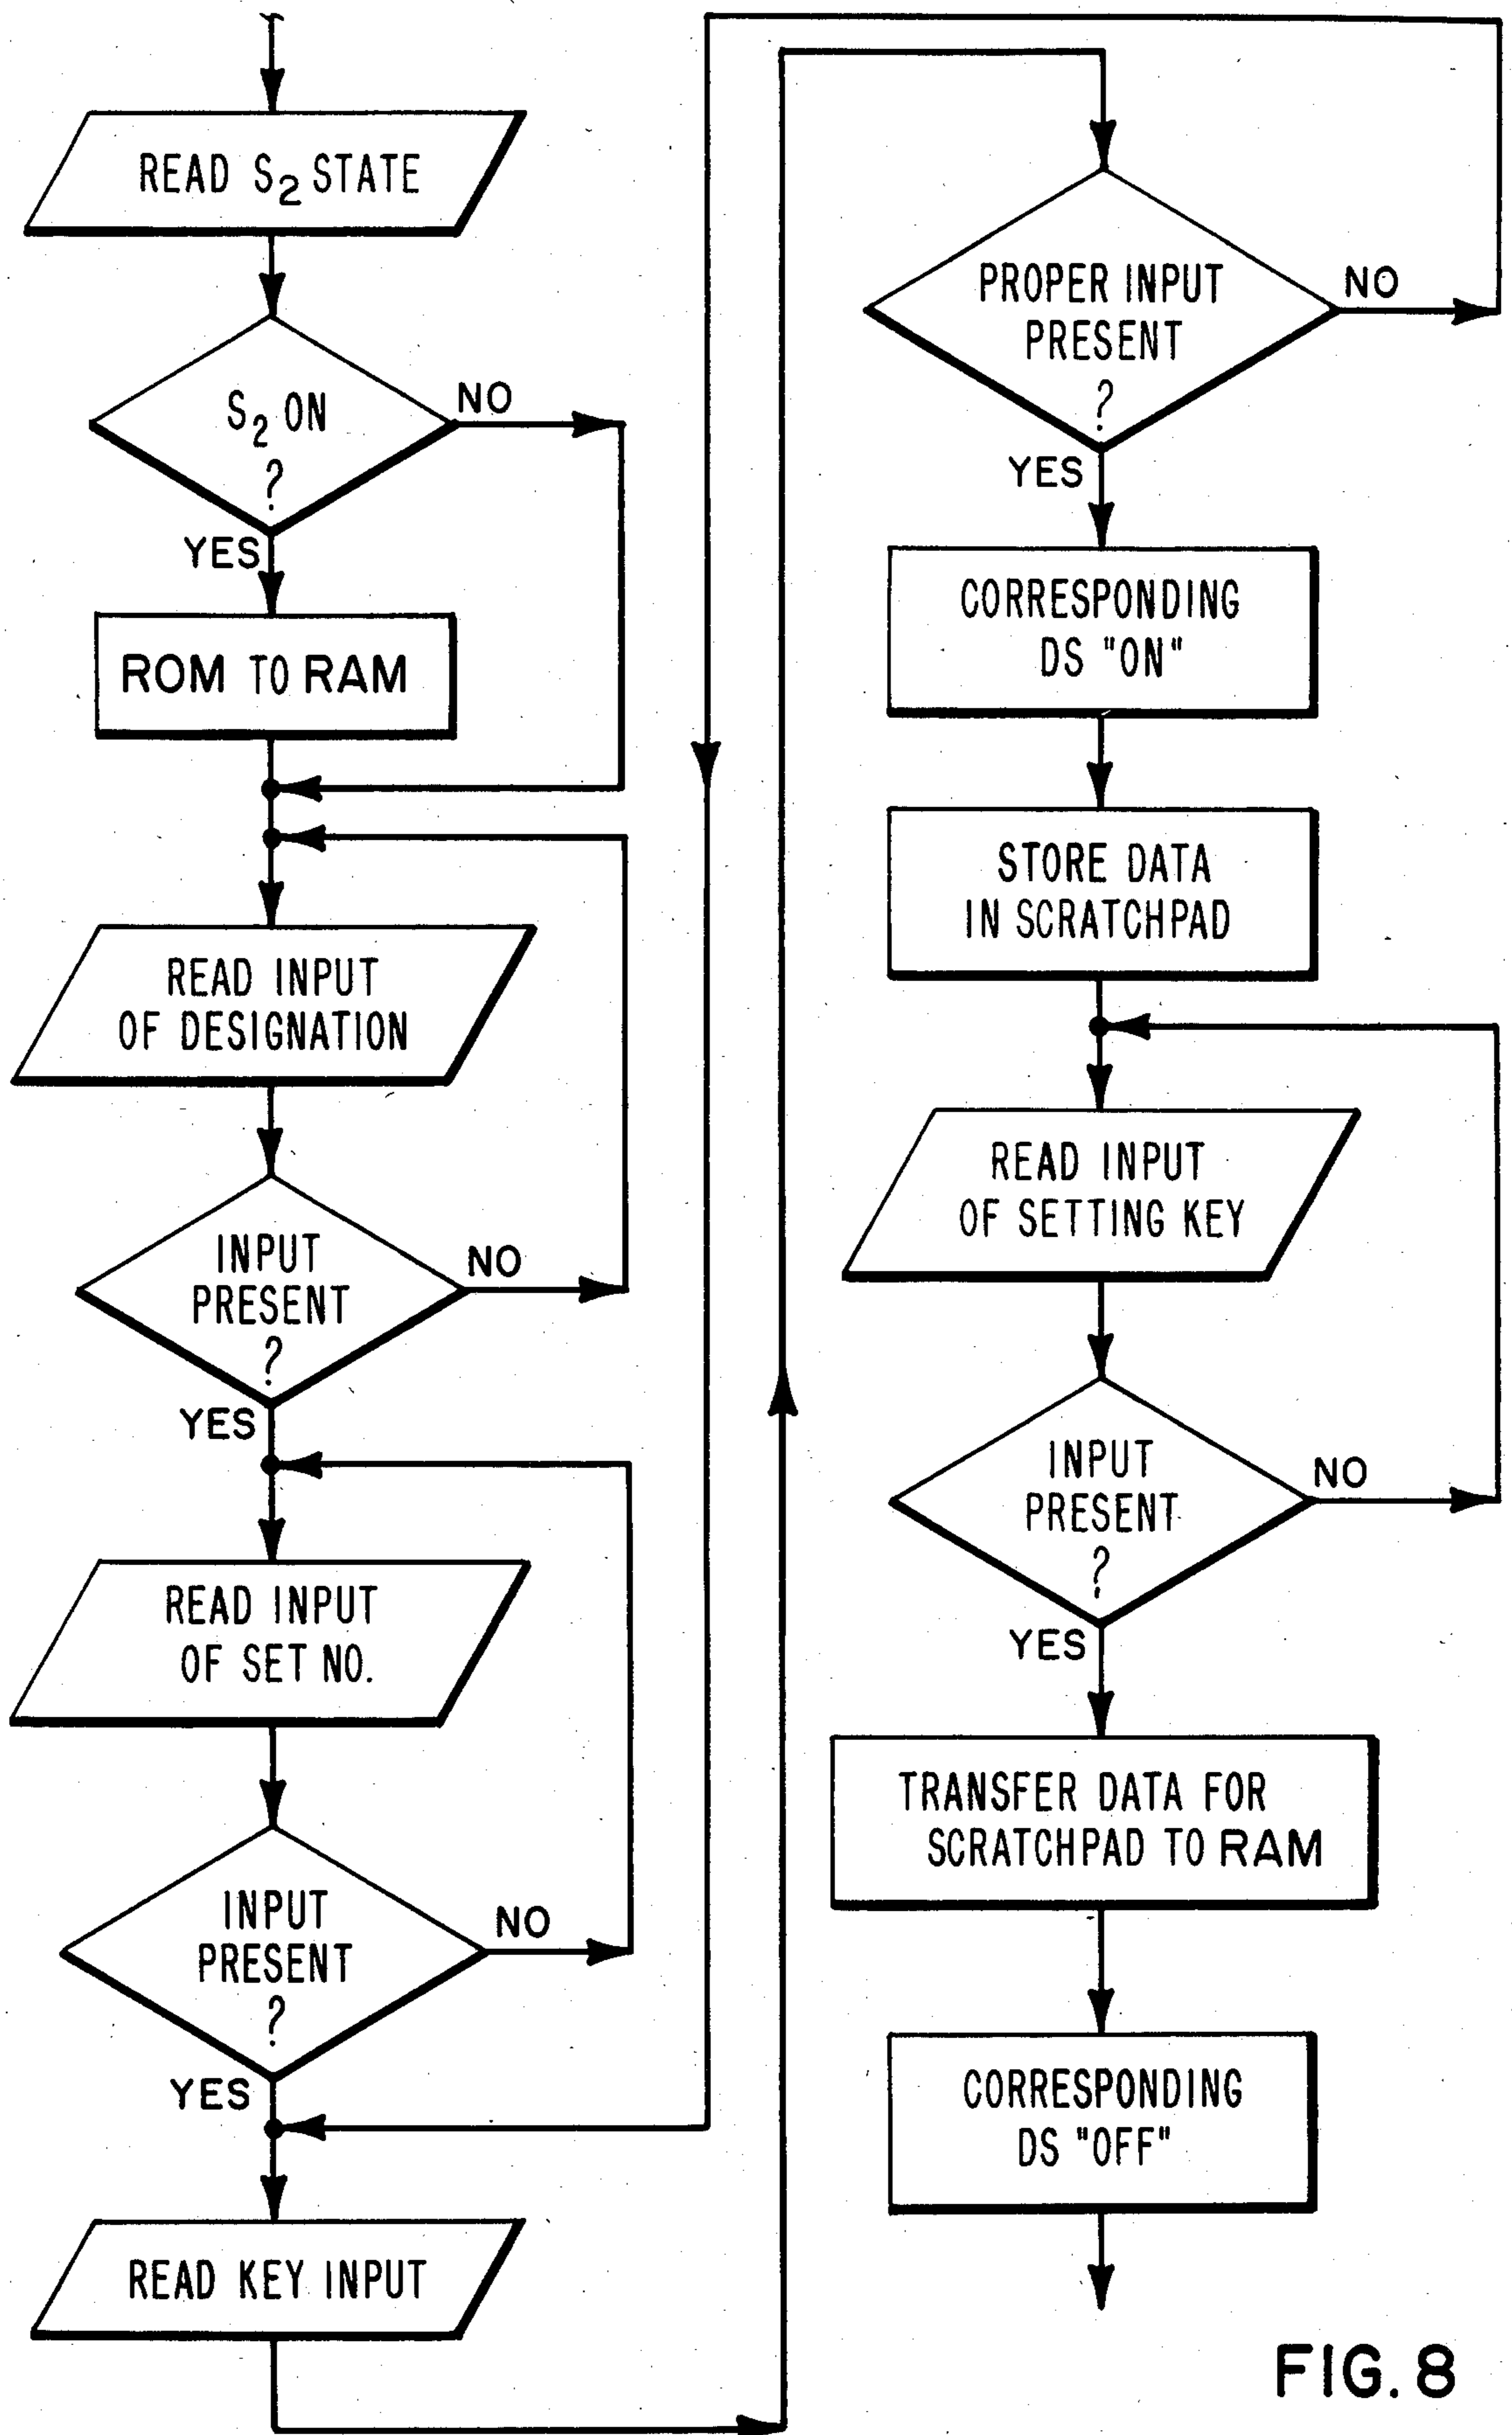 READ S₂ STATE
S₂ ON
?
NO
YES
ROM TO RAM
READ INPUT
OF DESIGNATION
INPUT
PRESENT
?
NO
YES
READ INPUT
OF SET NO.
INPUT
PRESENT
?
NO
YES
READ KEY INPUT
PROPER INPUT
PRESENT
?
NO
YES
CORRESPONDING
DS "ON"
STORE DATA
IN SCRATCHPAD
READ INPUT
OF SETTING KEY
INPUT
PRESENT
?
NO
YES
TRANSFER DATA FOR
SCRATCHPAD TO RAM
CORRESPONDING
DS "OFF"
FIG. 8